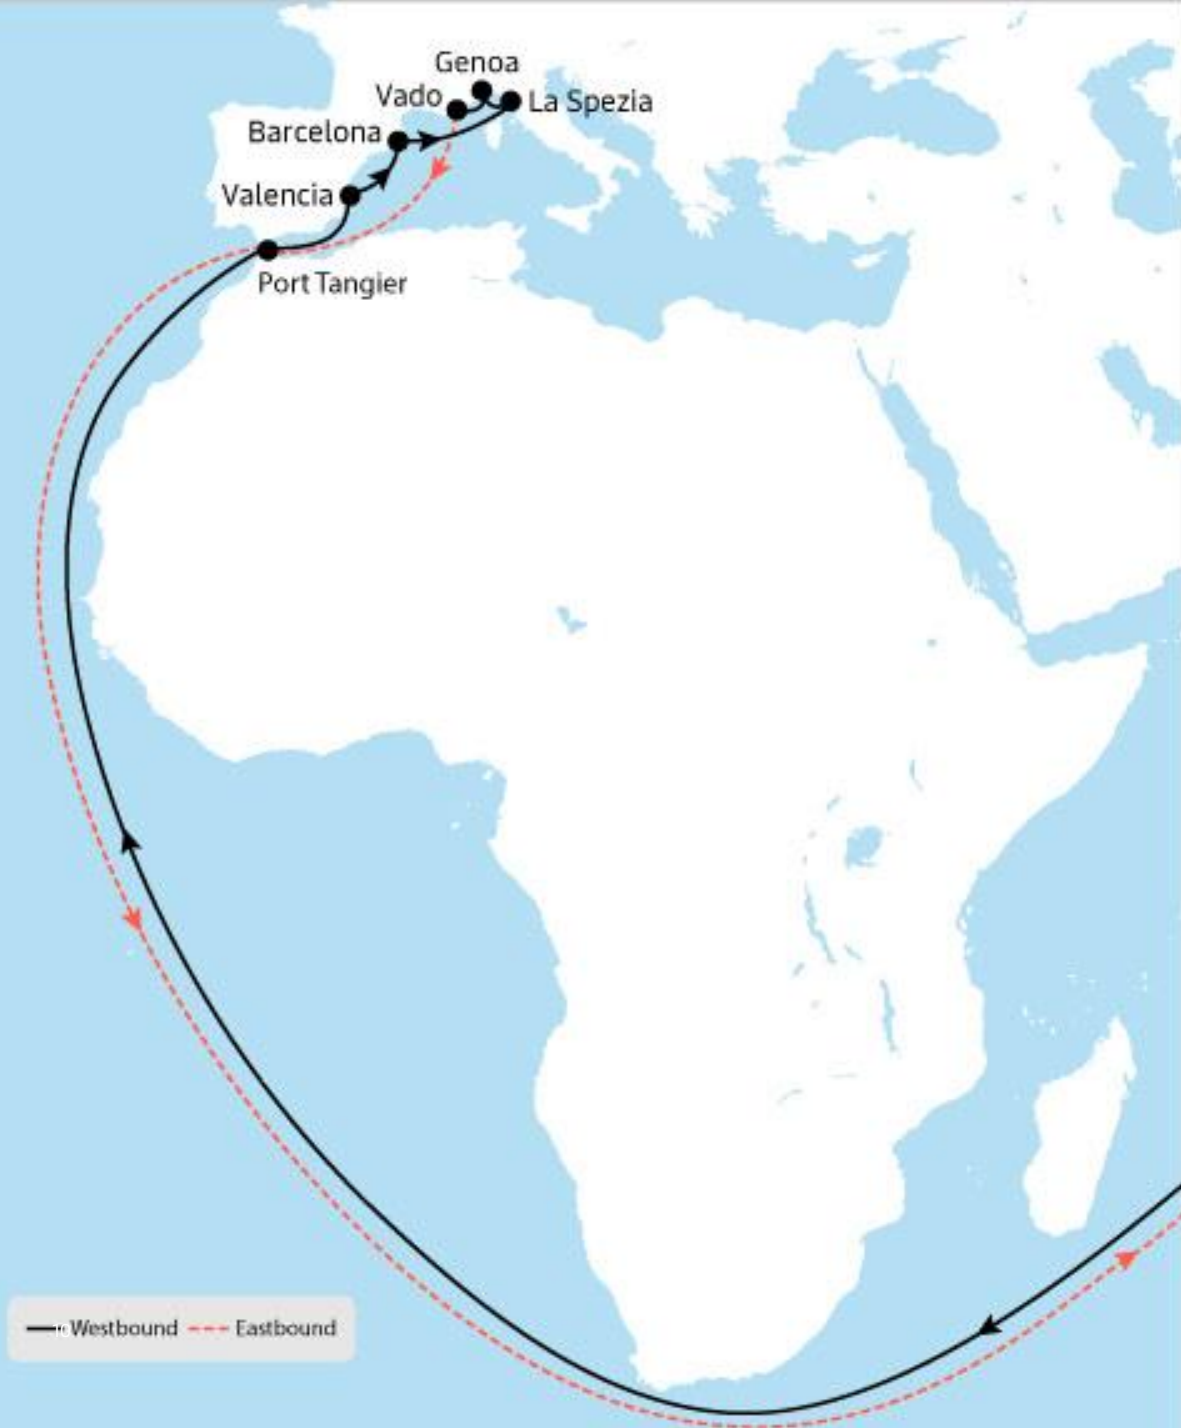 Genoa
Vado
La Spezia
Barcelona
Valencia
Port Tangier
Westbound
Eastbound